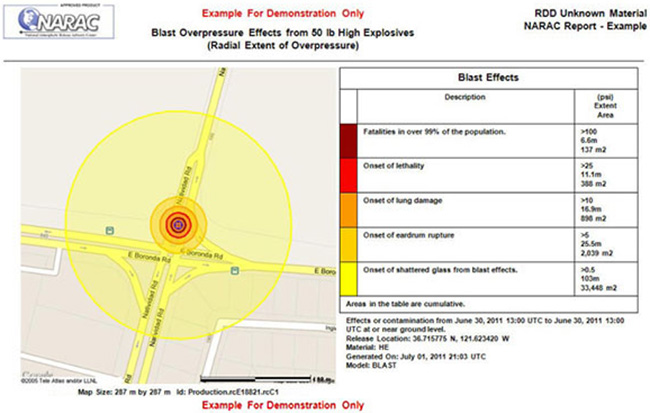 APPROVED PRODUCT
NARAC
National Atmospheric Release Advisory Center
Example For Demonstration Only
Blast Overpressure Effects from 50 lb High Explosives
(Radial Extent of Overpressure)
RDD Unknown Material
NARAC Report - Example
Natividad Rd
E Boronda Rd
E Boronda Rd
Natividad Rd
Natividad Rd
©2005 Tele Atlas and/or LLNL
Map Size: 287 m by 287 m Id: Production.rcE18821.rcC1
Blast Effects
Description
(psi)
Extent
Area
Fatalities in over 99% of the population.
>100
6.6m
137 m2
Onset of lethality
>25
11.1m
388 m2
Onset of lung damage
>10
16.9m
898 m2
Onset of eardrum rupture
>5
25.5m
2,039 m2
Onset of shattered glass from blast effects.
>0.5
103m
33,448 m2
Areas in the table are cumulative.
Effects or contamination from June 30, 2011 13:00 UTC to June 30, 2011 13:00
UTC at or near ground level.
Release Location: 36.715775 N, 121.623420 W
Material: HE
Generated On: July 01, 2011 21:03 UTC
Model: BLAST
Example For Demonstration Only